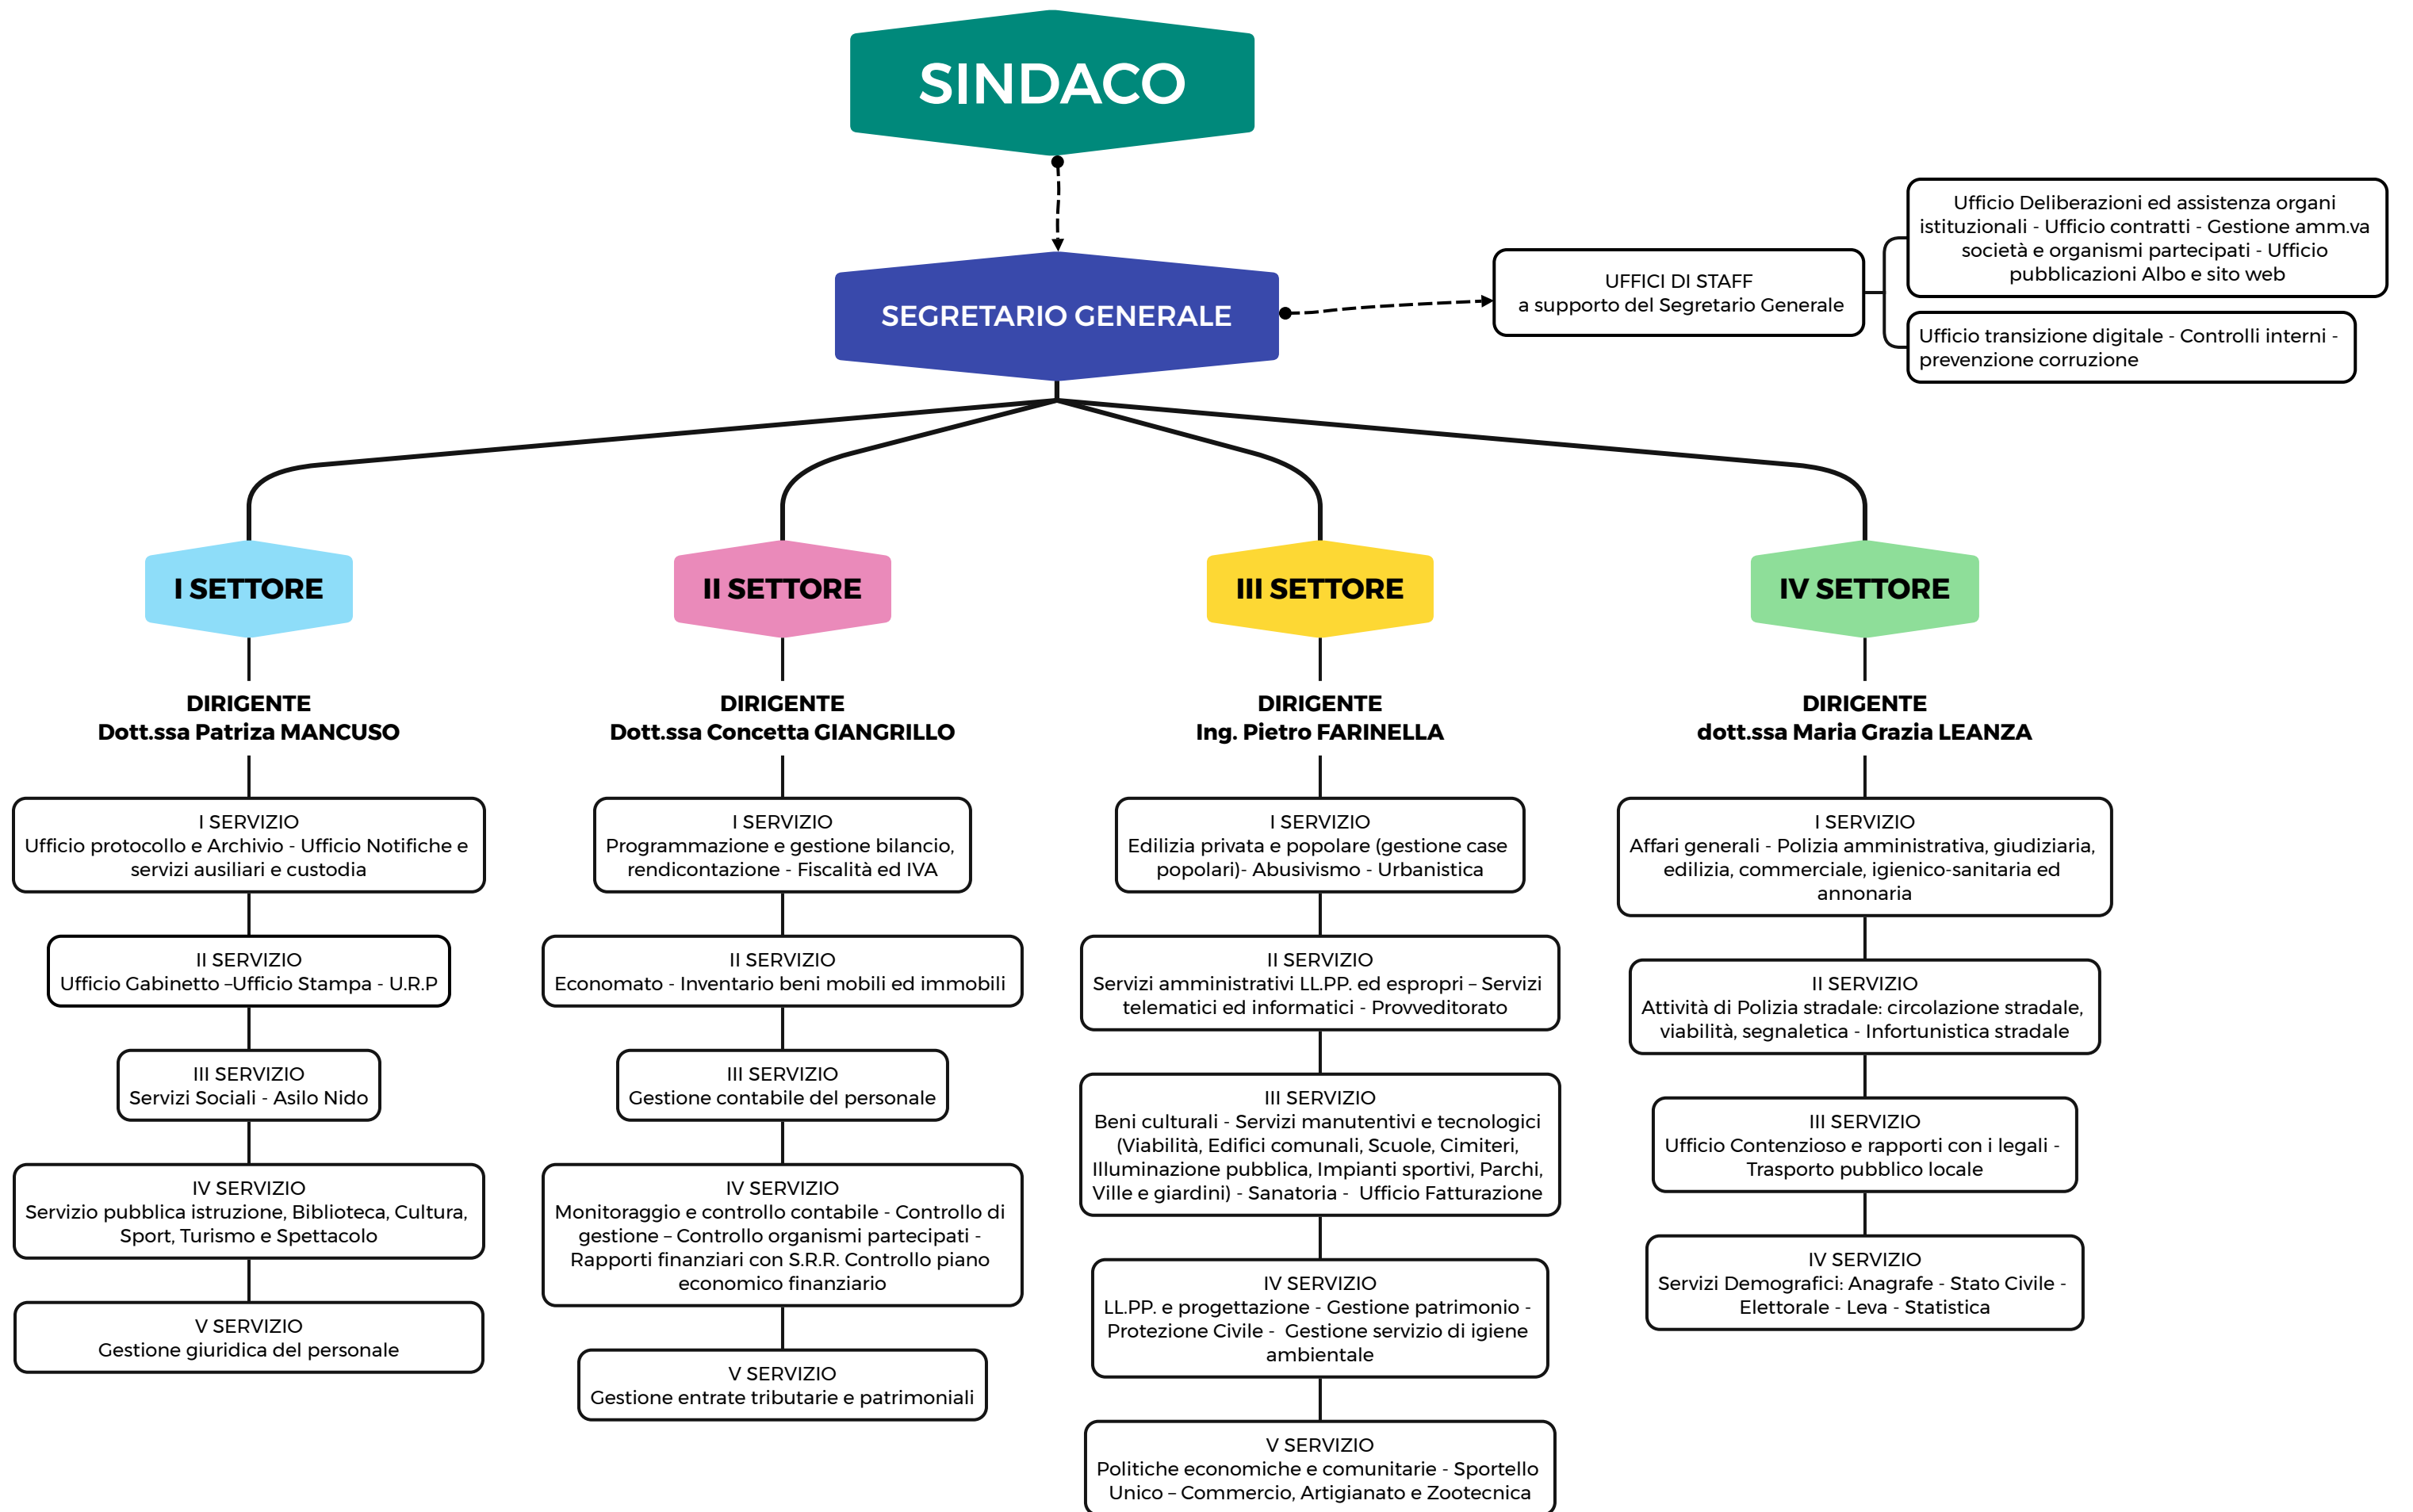 SINDACO
SEGRETARIO GENERALE
UFFICI DI STAFF
a supporto del Segretario Generale
Ufficio Deliberazioni ed assistenza organi
istituzionali - Ufficio contratti - Gestione amm.va
società e organismi partecipati - Ufficio
pubblicazioni Albo e sito web
Ufficio transizione digitale - Controlli interni -
prevenzione corruzione
I SETTORE
DIRIGENTE
Dott.ssa Patriza MANCUSO
I SERVIZIO
Ufficio protocollo e Archivio - Ufficio Notifiche e
servizi ausiliari e custodia
II SERVIZIO
Ufficio Gabinetto –Ufficio Stampa - U.R.P
III SERVIZIO
Servizi Sociali - Asilo Nido
IV SERVIZIO
Servizio pubblica istruzione, Biblioteca, Cultura,
Sport, Turismo e Spettacolo
V SERVIZIO
Gestione giuridica del personale
II SETTORE
DIRIGENTE
Dott.ssa Concetta GIANGRILLO
I SERVIZIO
Programmazione e gestione bilancio,
rendicontazione - Fiscalità ed IVA
II SERVIZIO
Economato - Inventario beni mobili ed immobili
III SERVIZIO
Gestione contabile del personale
IV SERVIZIO
Monitoraggio e controllo contabile - Controllo di
gestione – Controllo organismi partecipati -
Rapporti finanziari con S.R.R. Controllo piano
economico finanziario
V SERVIZIO
Gestione entrate tributarie e patrimoniali
III SETTORE
DIRIGENTE
Ing. Pietro FARINELLA
I SERVIZIO
Edilizia privata e popolare (gestione case
popolari)- Abusivismo - Urbanistica
II SERVIZIO
Servizi amministrativi LL.PP. ed espropri – Servizi
telematici ed informatici - Provveditorato
III SERVIZIO
Beni culturali - Servizi manutentivi e tecnologici
(Viabilità, Edifici comunali, Scuole, Cimiteri,
Illuminazione pubblica, Impianti sportivi, Parchi,
Ville e giardini) - Sanatoria -  Ufficio Fatturazione
IV SERVIZIO
LL.PP. e progettazione - Gestione patrimonio -
Protezione Civile -  Gestione servizio di igiene
ambientale
V SERVIZIO
Politiche economiche e comunitarie - Sportello
Unico – Commercio, Artigianato e Zootecnica
IV SETTORE
DIRIGENTE
dott.ssa Maria Grazia LEANZA
I SERVIZIO
Affari generali - Polizia amministrativa, giudiziaria,
edilizia, commerciale, igienico-sanitaria ed
annonaria
II SERVIZIO
Attività di Polizia stradale: circolazione stradale,
viabilità, segnaletica - Infortunistica stradale
III SERVIZIO
Ufficio Contenzioso e rapporti con i legali -
Trasporto pubblico locale
IV SERVIZIO
Servizi Demografici: Anagrafe - Stato Civile -
Elettorale - Leva - Statistica